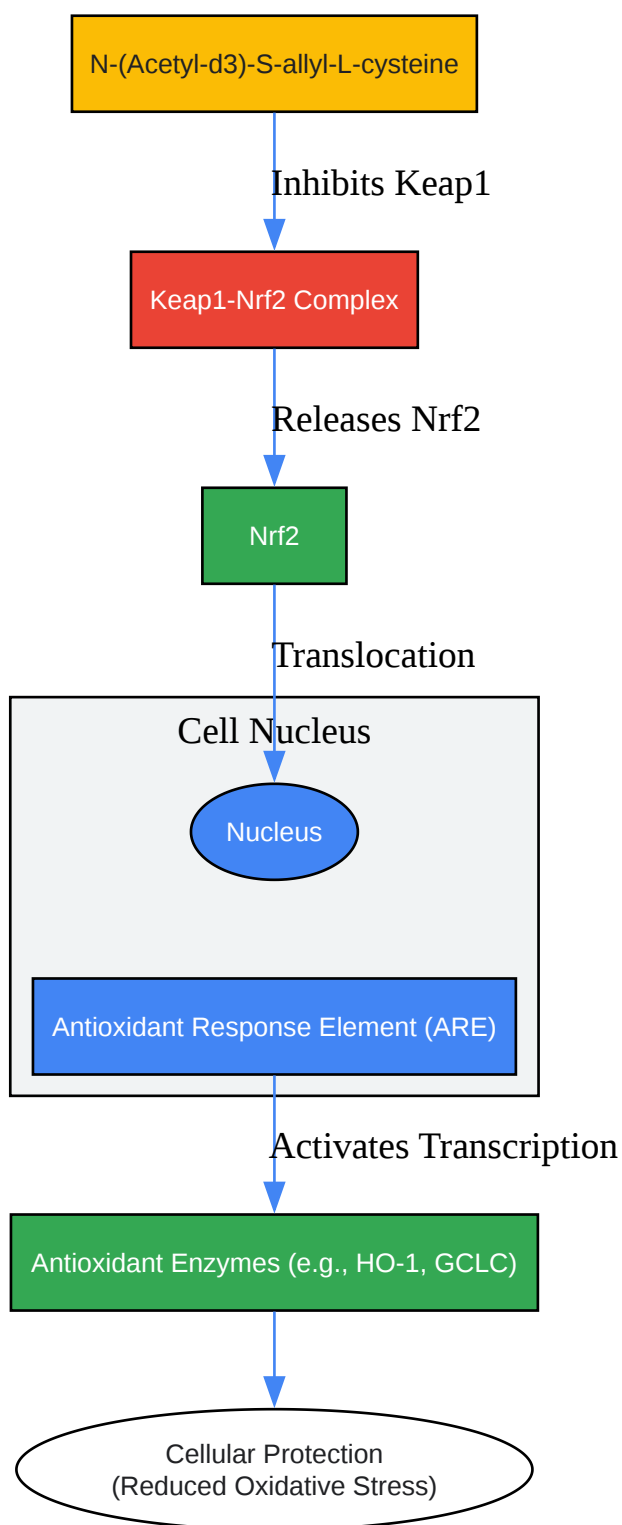 N-(Acetyl-d3)-S-allyl-L-cysteine
Inhibits Keap1
Keap1-Nrf2 Complex
Releases Nrf2
Nrf2
Translocation
Cell Nucleus
Nucleus
Antioxidant Response Element (ARE)
Activates Transcription
Antioxidant Enzymes (e.g., HO-1, GCLC)
Cellular Protection
(Reduced Oxidative Stress)